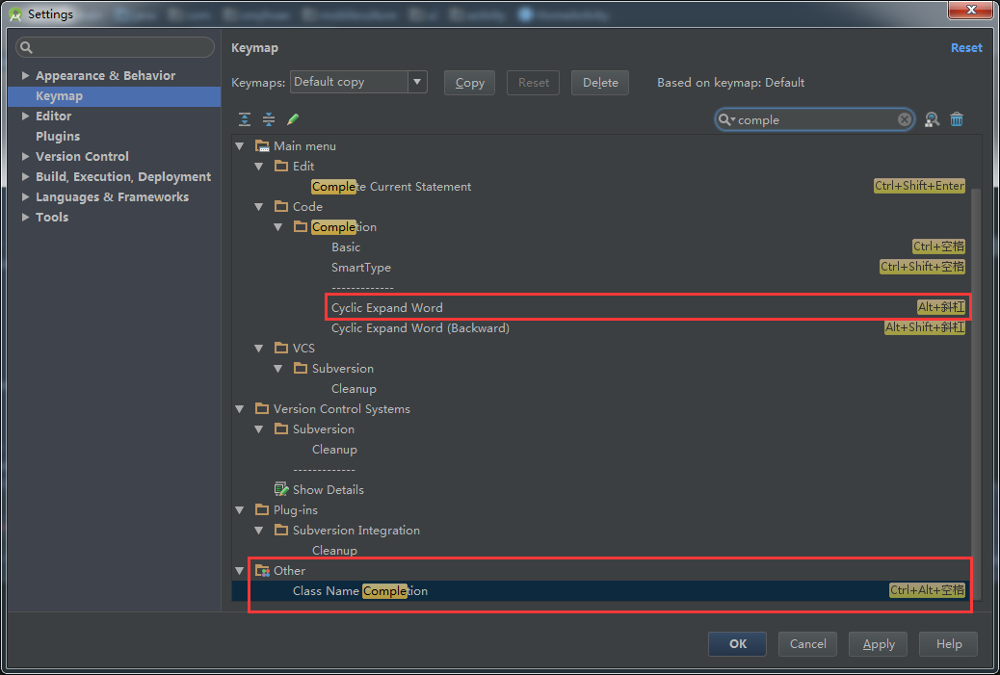 Settings
Keymap
Reset
Appearance & Behavior
Keymap
Editor
Plugins
Version Control
Build, Execution, Deployment
Languages & Frameworks
Tools
Keymaps: Default copy Copy Reset Delete Based on keymap: Default
comple
Main menu
Edit
Complete Current Statement Ctrl+Shift+Enter
Code
Completion
Basic Ctrl+空格
SmartType Ctrl+Shift+空格
-------------
Cyclic Expand Word Alt+斜杠
Cyclic Expand Word (Backward) Alt+Shift+斜杠
VCS
Subversion
Cleanup
Version Control Systems
Subversion
Cleanup
-------------
Show Details
Plug-ins
Subversion Integration
Cleanup
Other
Class Name Completion Ctrl+Alt+空格
OK Cancel Apply Help